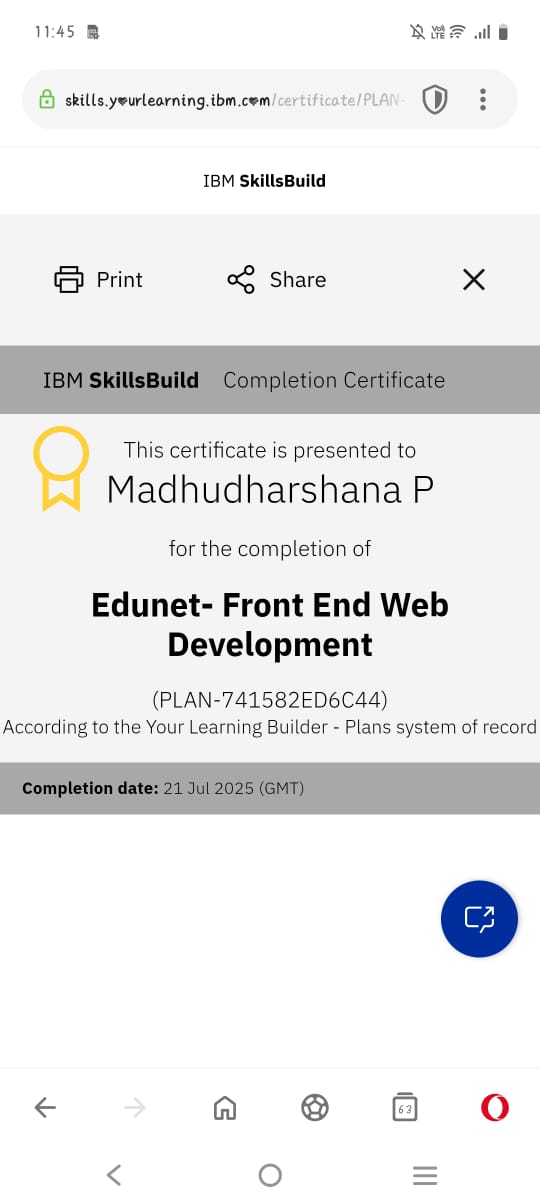 11:45
Vo) LTE
skills.yourlearning.ibm.com/certificate/PLAN-
IBM SkillsBuild
Print
Share
IBM SkillsBuild Completion Certificate
This certificate is presented to
Madhudharshana P
for the completion of
Edunet- Front End Web
Development
(PLAN-741582ED6C44)
According to the Your Learning Builder - Plans system of record
Completion date: 21 Jul 2025 (GMT)
63